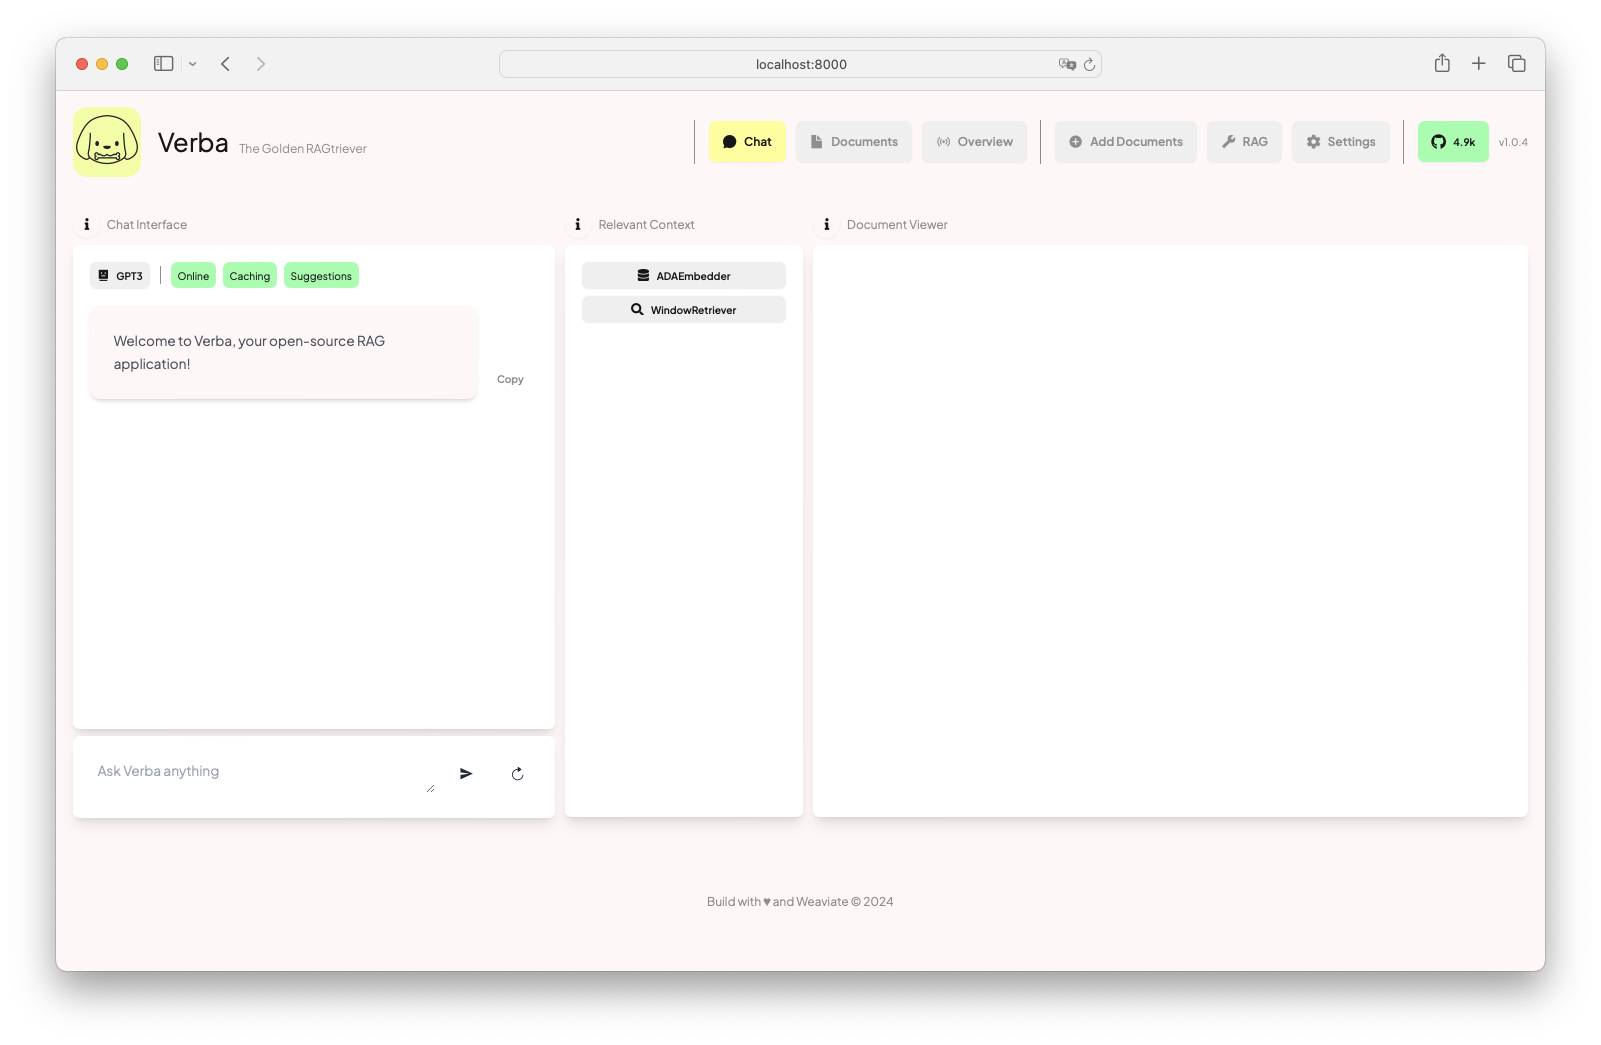 localhost:8000
Verba The Golden RAGtriever
Chat
Documents
Overview
Add Documents
RAG
Settings
4.9k
v1.0.4
Chat Interface
GPT3
Online
Caching
Suggestions
Welcome to Verba, your open-source RAG
application!
Copy
Ask Verba anything
Relevant Context
ADAEmbedder
WindowRetriever
Document Viewer
Build with ♥ and Weaviate © 2024